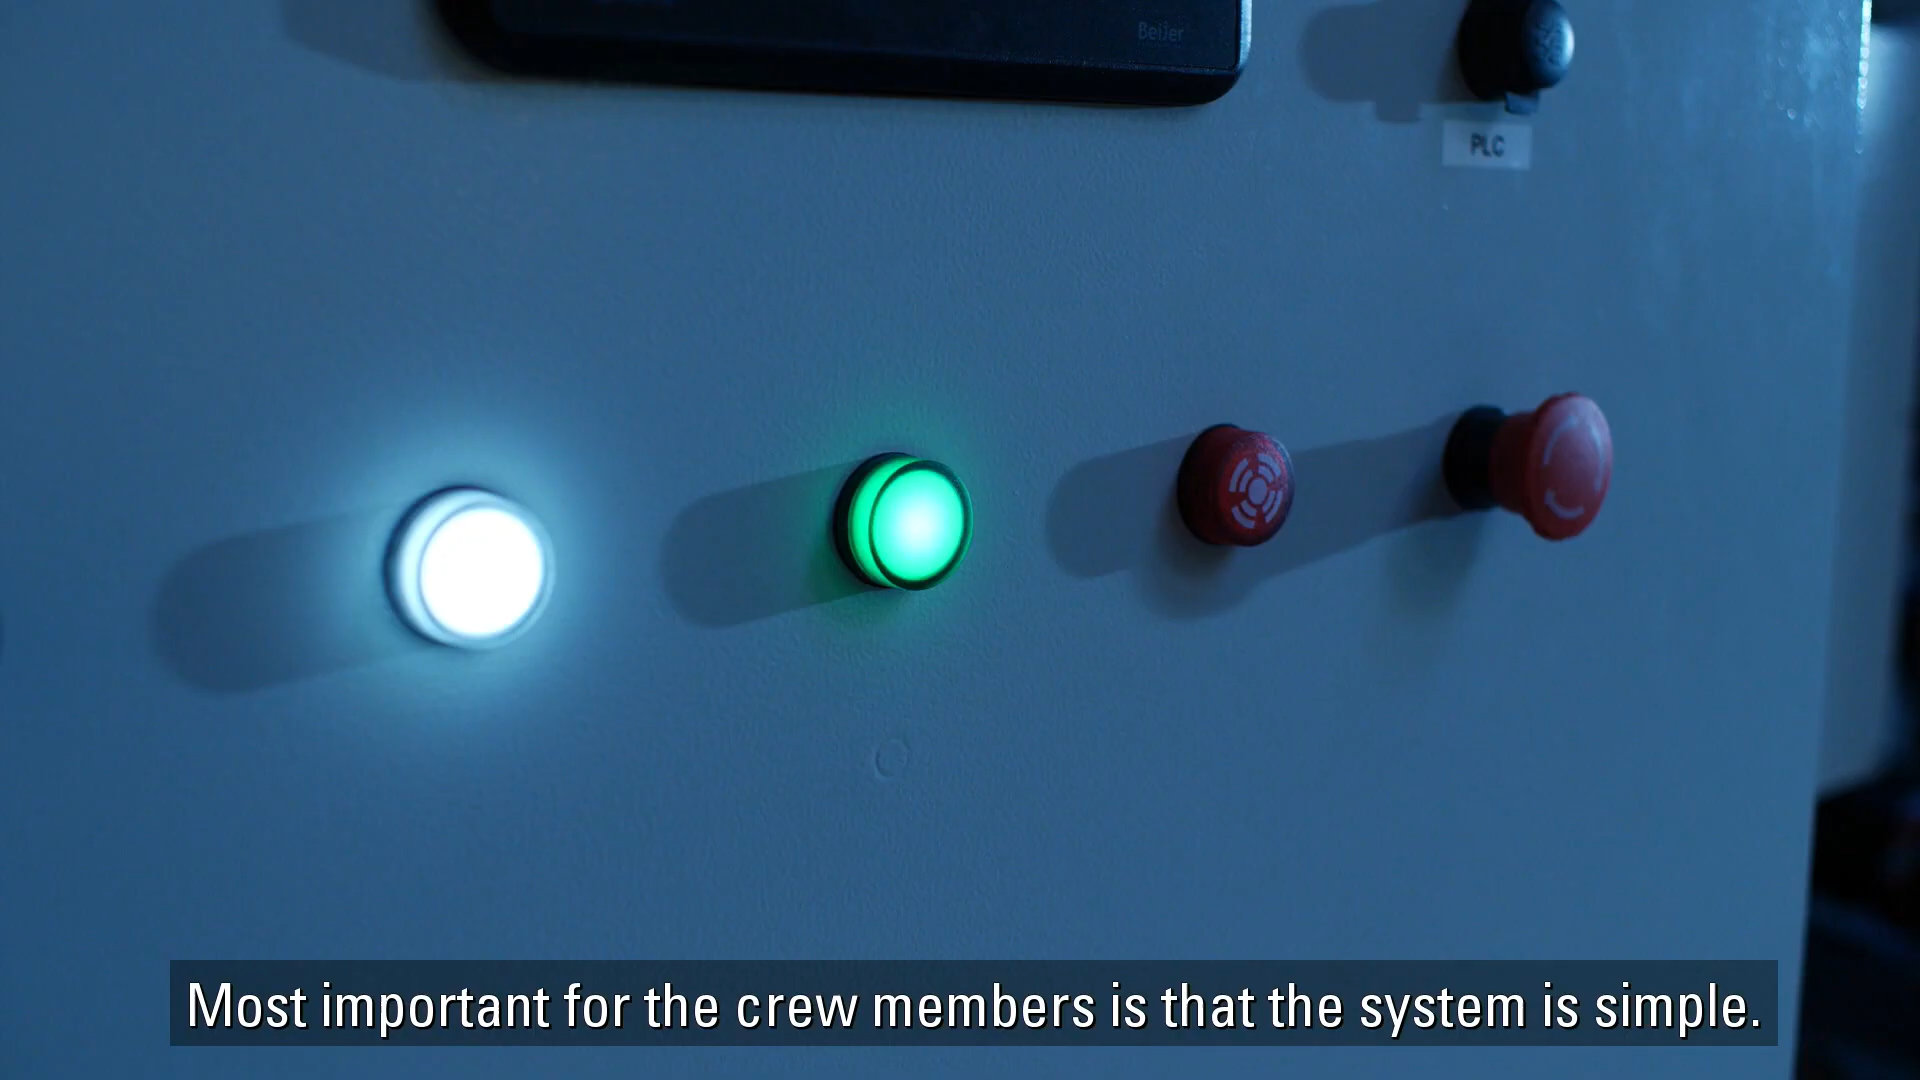 Beijer
PLC
Most important for the crew members is that the system is simple.